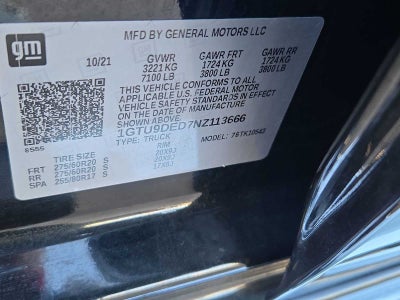 gm
MFD BY GENERAL MOTORS LLC
10/21 GVWR GAWR FRT GAWR RR
3221 KG 1724 KG 1724 KG
7100 LB 3800 LB 3800 LB
THIS VEHICLE CONFORMS TO ALL
APPLICABLE U.S. FEDERAL MOTOR
VEHICLE SAFETY STANDARDS IN EFFECT
ON THE DATE OF MANUFACTURE
SHOWN ABOVE.
1GTU9DED7NZ113666
TYPE: TRUCK MODEL: 78TK10543
TIRE SIZE RIM
FRT 275/60R20 S 20X9J
RR 275/60R20 S 20X9J
SPA 255/80R17 S 17X8J